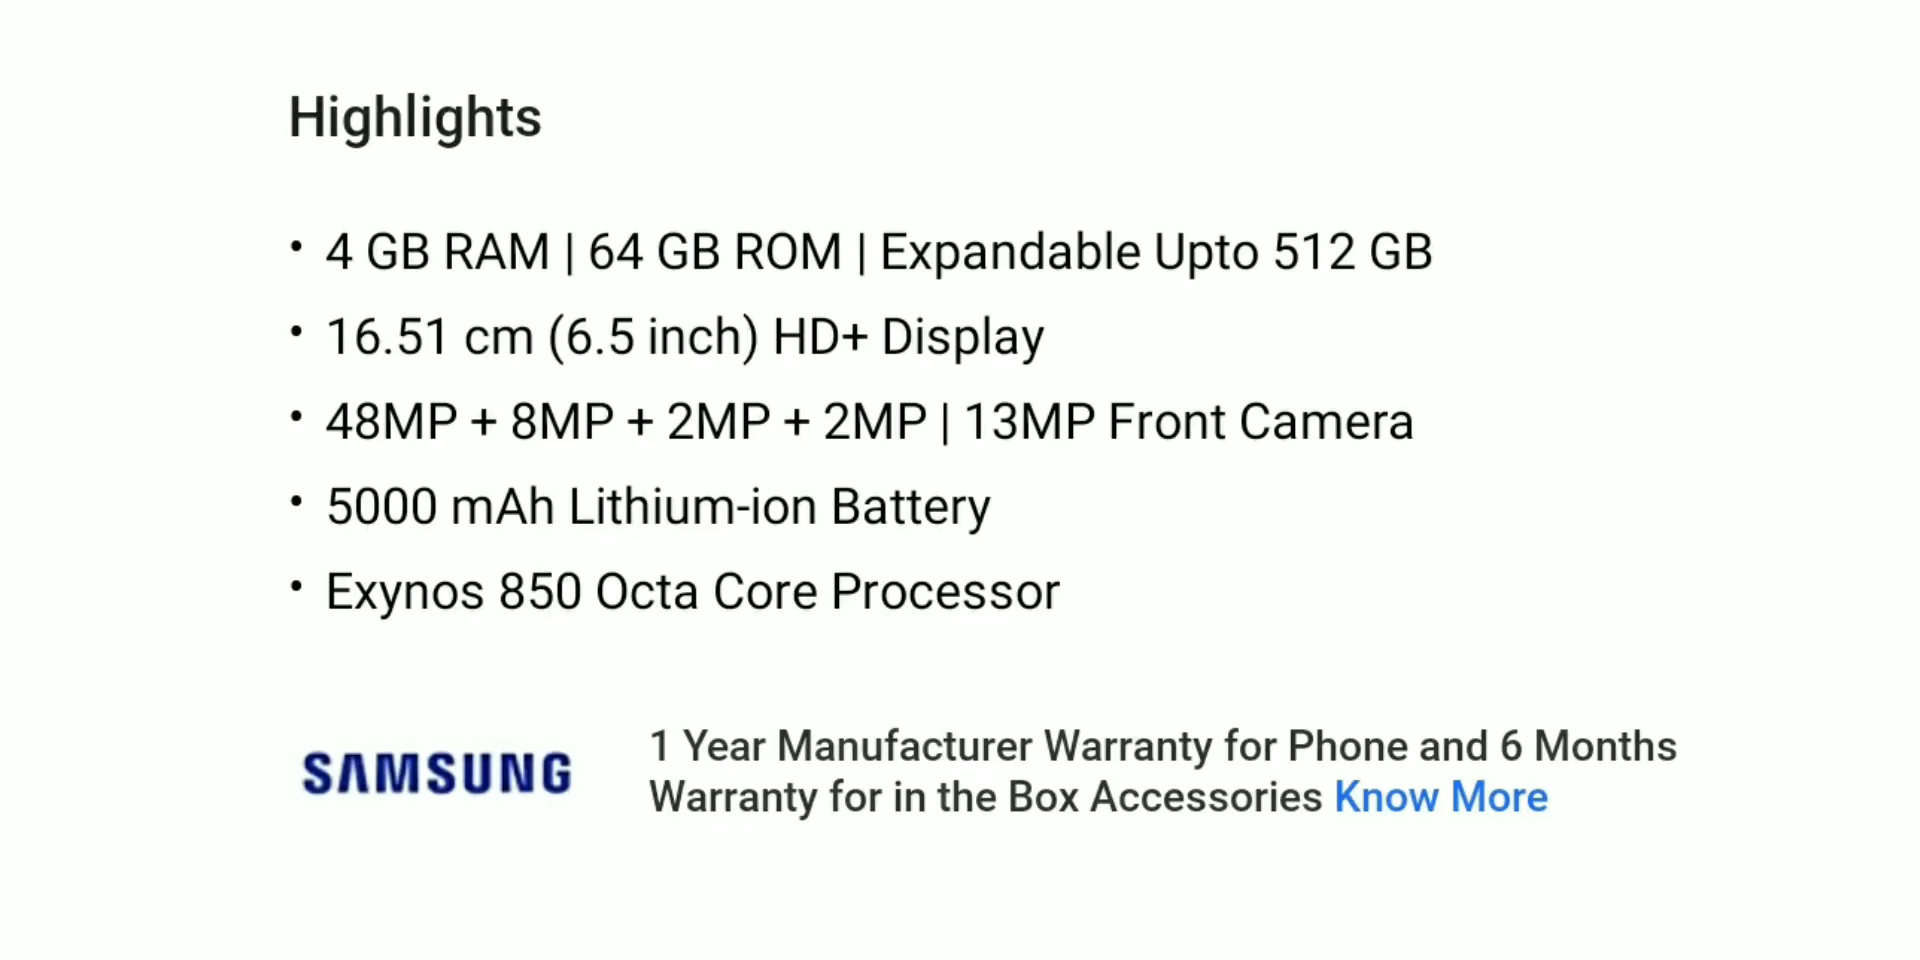 Highlights
• 4 GB RAM | 64 GB ROM | Expandable Upto 512 GB
• 16.51 cm (6.5 inch) HD+ Display
• 48MP + 8MP + 2MP + 2MP | 13MP Front Camera
• 5000 mAh Lithium-ion Battery
• Exynos 850 Octa Core Processor
SAMSUNG
1 Year Manufacturer Warranty for Phone and 6 Months
Warranty for in the Box Accessories Know More